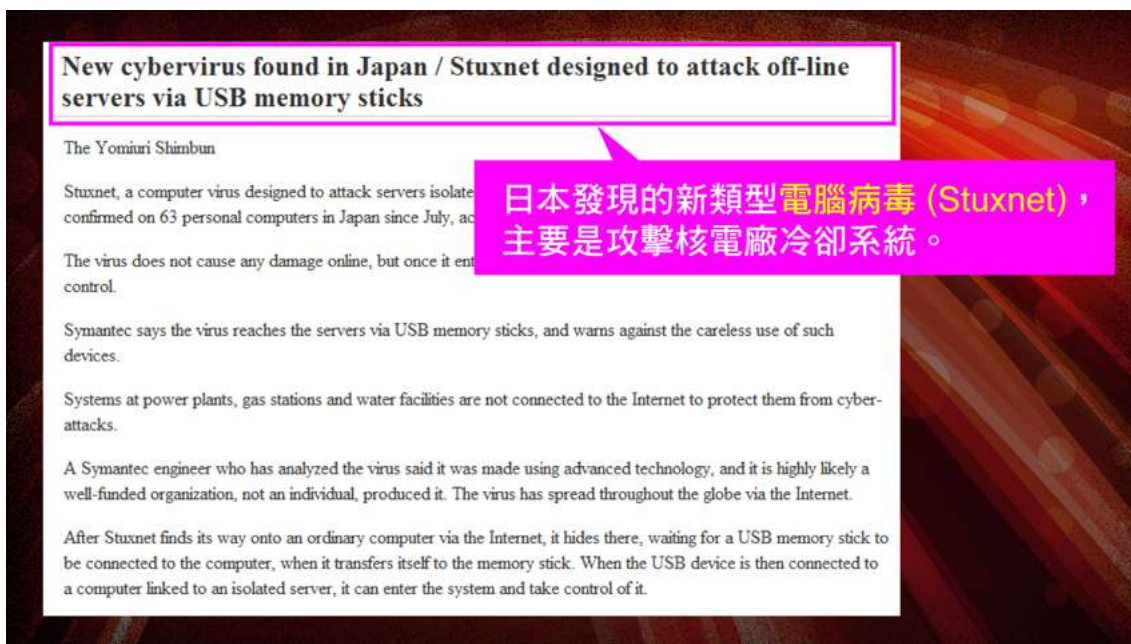 New cybervirus found in Japan / Stuxnet designed to attack off-line
servers via USB memory sticks
The Yomiuri Shimbun
Stuxnet, a computer virus designed to attack servers isolate
confirmed on 63 personal computers in Japan since July, ac
日本發現的新類型電腦病毒 (Stuxnet)，
主要是攻擊核電廠冷卻系統。
The virus does not cause any damage online, but once it ent
control.
Symantec says the virus reaches the servers via USB memory sticks, and warns against the careless use of such
devices.
Systems at power plants, gas stations and water facilities are not connected to the Internet to protect them from cyber-
attacks.
A Symantec engineer who has analyzed the virus said it was made using advanced technology, and it is highly likely a
well-funded organization, not an individual, produced it. The virus has spread throughout the globe via the Internet.
After Stuxnet finds its way onto an ordinary computer via the Internet, it hides there, waiting for a USB memory stick to
be connected to the computer, when it transfers itself to the memory stick. When the USB device is then connected to
a computer linked to an isolated server, it can enter the system and take control of it.